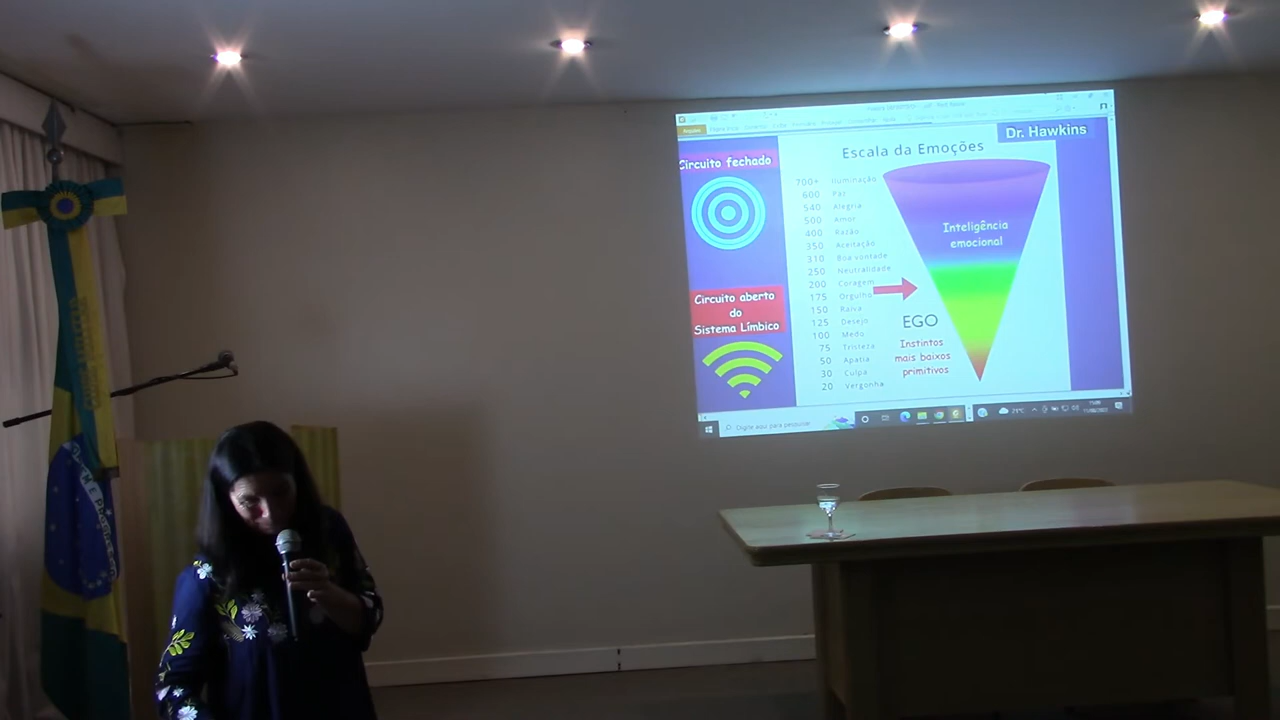 Dr. Hawkins
Escala da Emoções
Circuito fechado
700+ Iluminação
600 Paz
540 Alegria
500 Amor
400 Razão
350 Aceitação
310 Boa vontade
250 Neutralidade
200 Coragem
175 Orgulho
150 Raiva
125 Desejo
100 Medo
75 Tristeza
50 Apatia
30 Culpa
20 Vergonha
Inteligência
emocional
Circuito aberto
do
Sistema Límbico
EGO
Instintos
mais baixos
primitivos
Digite aqui para pesquisar
21°C